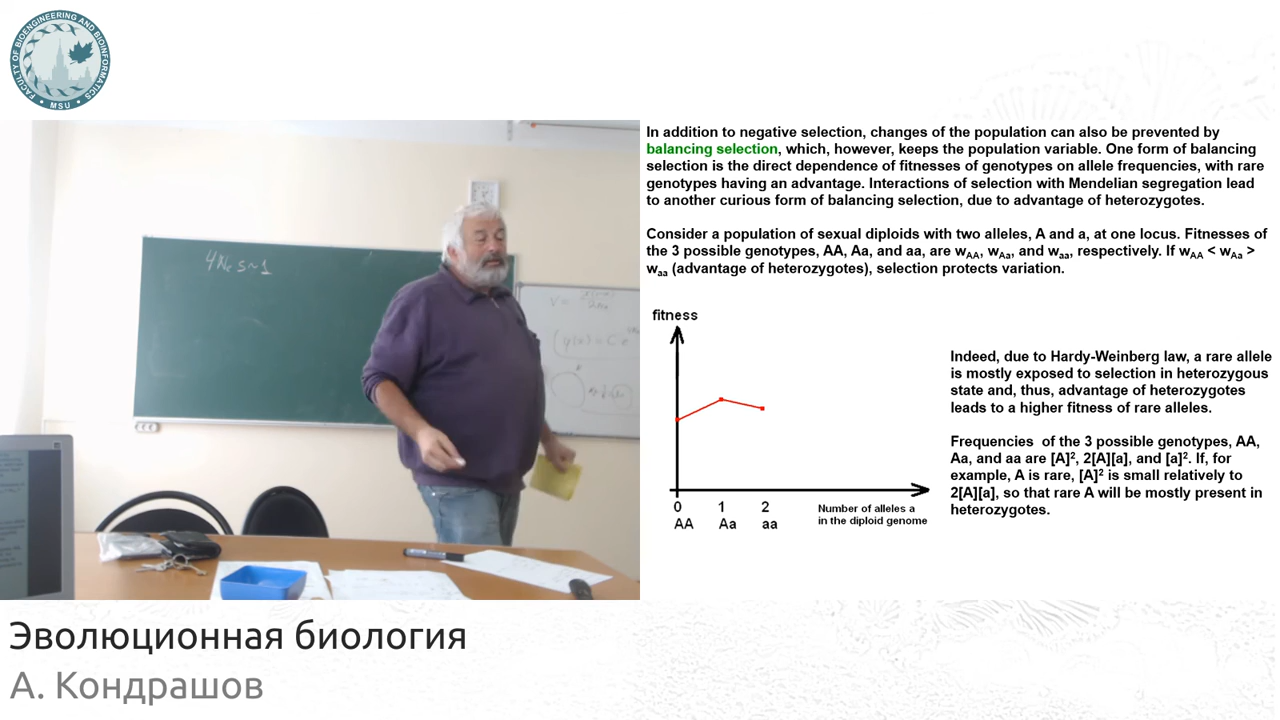 FACULTY OF BIOENGINEERING AND BIOINFORMATICS
• MSU •
4Ne s~1
In addition to negative selection, changes of the population can also be prevented by
balancing selection, which, however, keeps the population variable. One form of balancing
selection is the direct dependence of fitnesses of genotypes on allele frequencies, with rare
genotypes having an advantage. Interactions of selection with Mendelian segregation lead
to another curious form of balancing selection, due to advantage of heterozygotes.
Consider a population of sexual diploids with two alleles, A and a, at one locus. Fitnesses of
the 3 possible genotypes, AA, Aa, and aa, are wAA, wAa, and waa, respectively. If wAA < wAa >
waa (advantage of heterozygotes), selection protects variation.
fitness
0 1 2
AA Aa aa
Number of alleles a
in the diploid genome
Indeed, due to Hardy-Weinberg law, a rare allele
is mostly exposed to selection in heterozygous
state and, thus, advantage of heterozygotes
leads to a higher fitness of rare alleles.
Frequencies of the 3 possible genotypes, AA,
Aa, and aa are [A]², 2[A][a], and [a]². If, for
example, A is rare, [A]² is small relatively to
2[A][a], so that rare A will be mostly present in
heterozygotes.
Эволюционная биология
А. Кондрашов